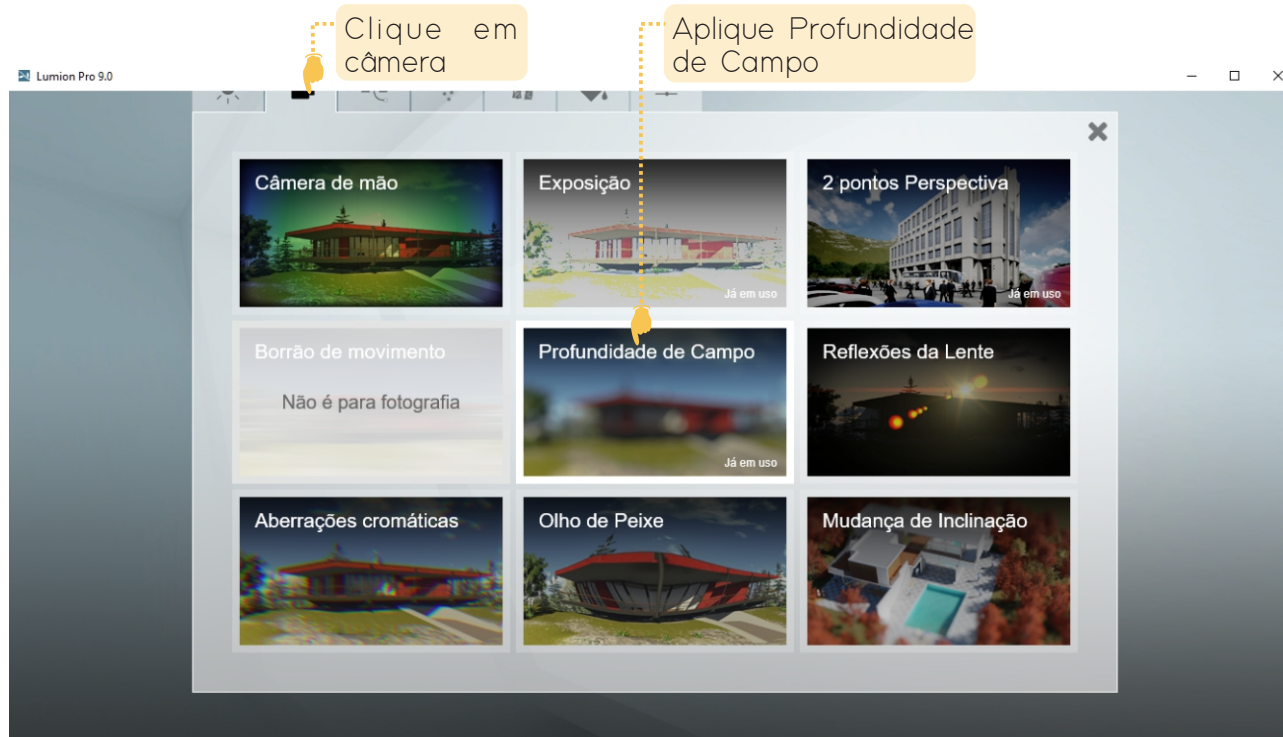 Clique em
câmera
Aplique Profundidade
de Campo
Lumion Pro 9.0
Câmera de mão
Exposição
Já em uso
2 pontos Perspectiva
Já em uso
Borrão de movimento
Não é para fotografia
Profundidade de Campo
Já em uso
Reflexões da Lente
Aberrações cromáticas
Olho de Peixe
Mudança de Inclinação